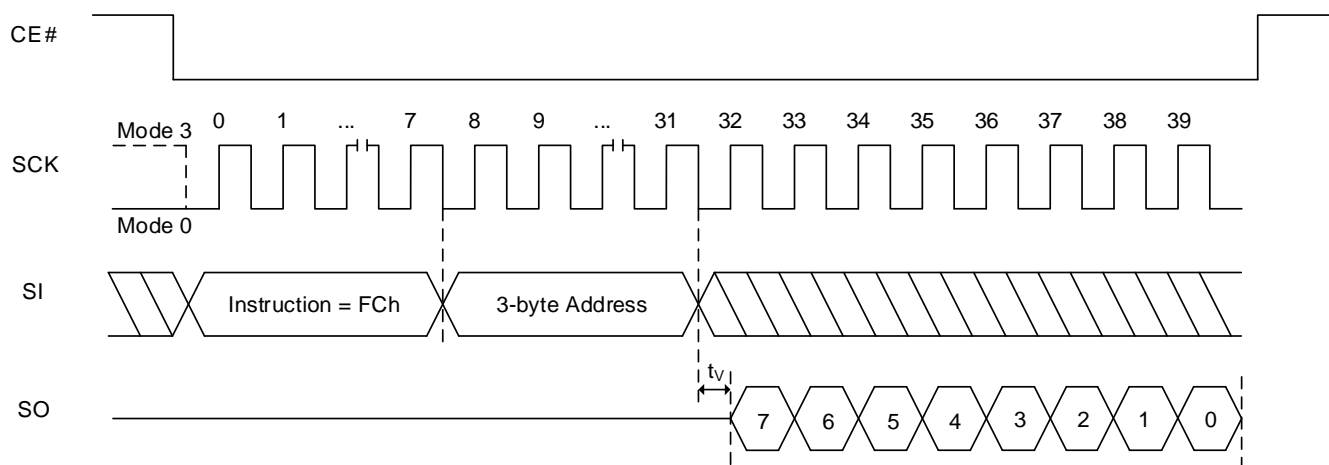 CE#
Mode 3
0 1 ... 7 8 9 ... 31 32 33 34 35 36 37 38 39
SCK
Mode 0
SI
Instruction = FCh
3-byte Address
tV
SO
7 6 5 4 3 2 1 0